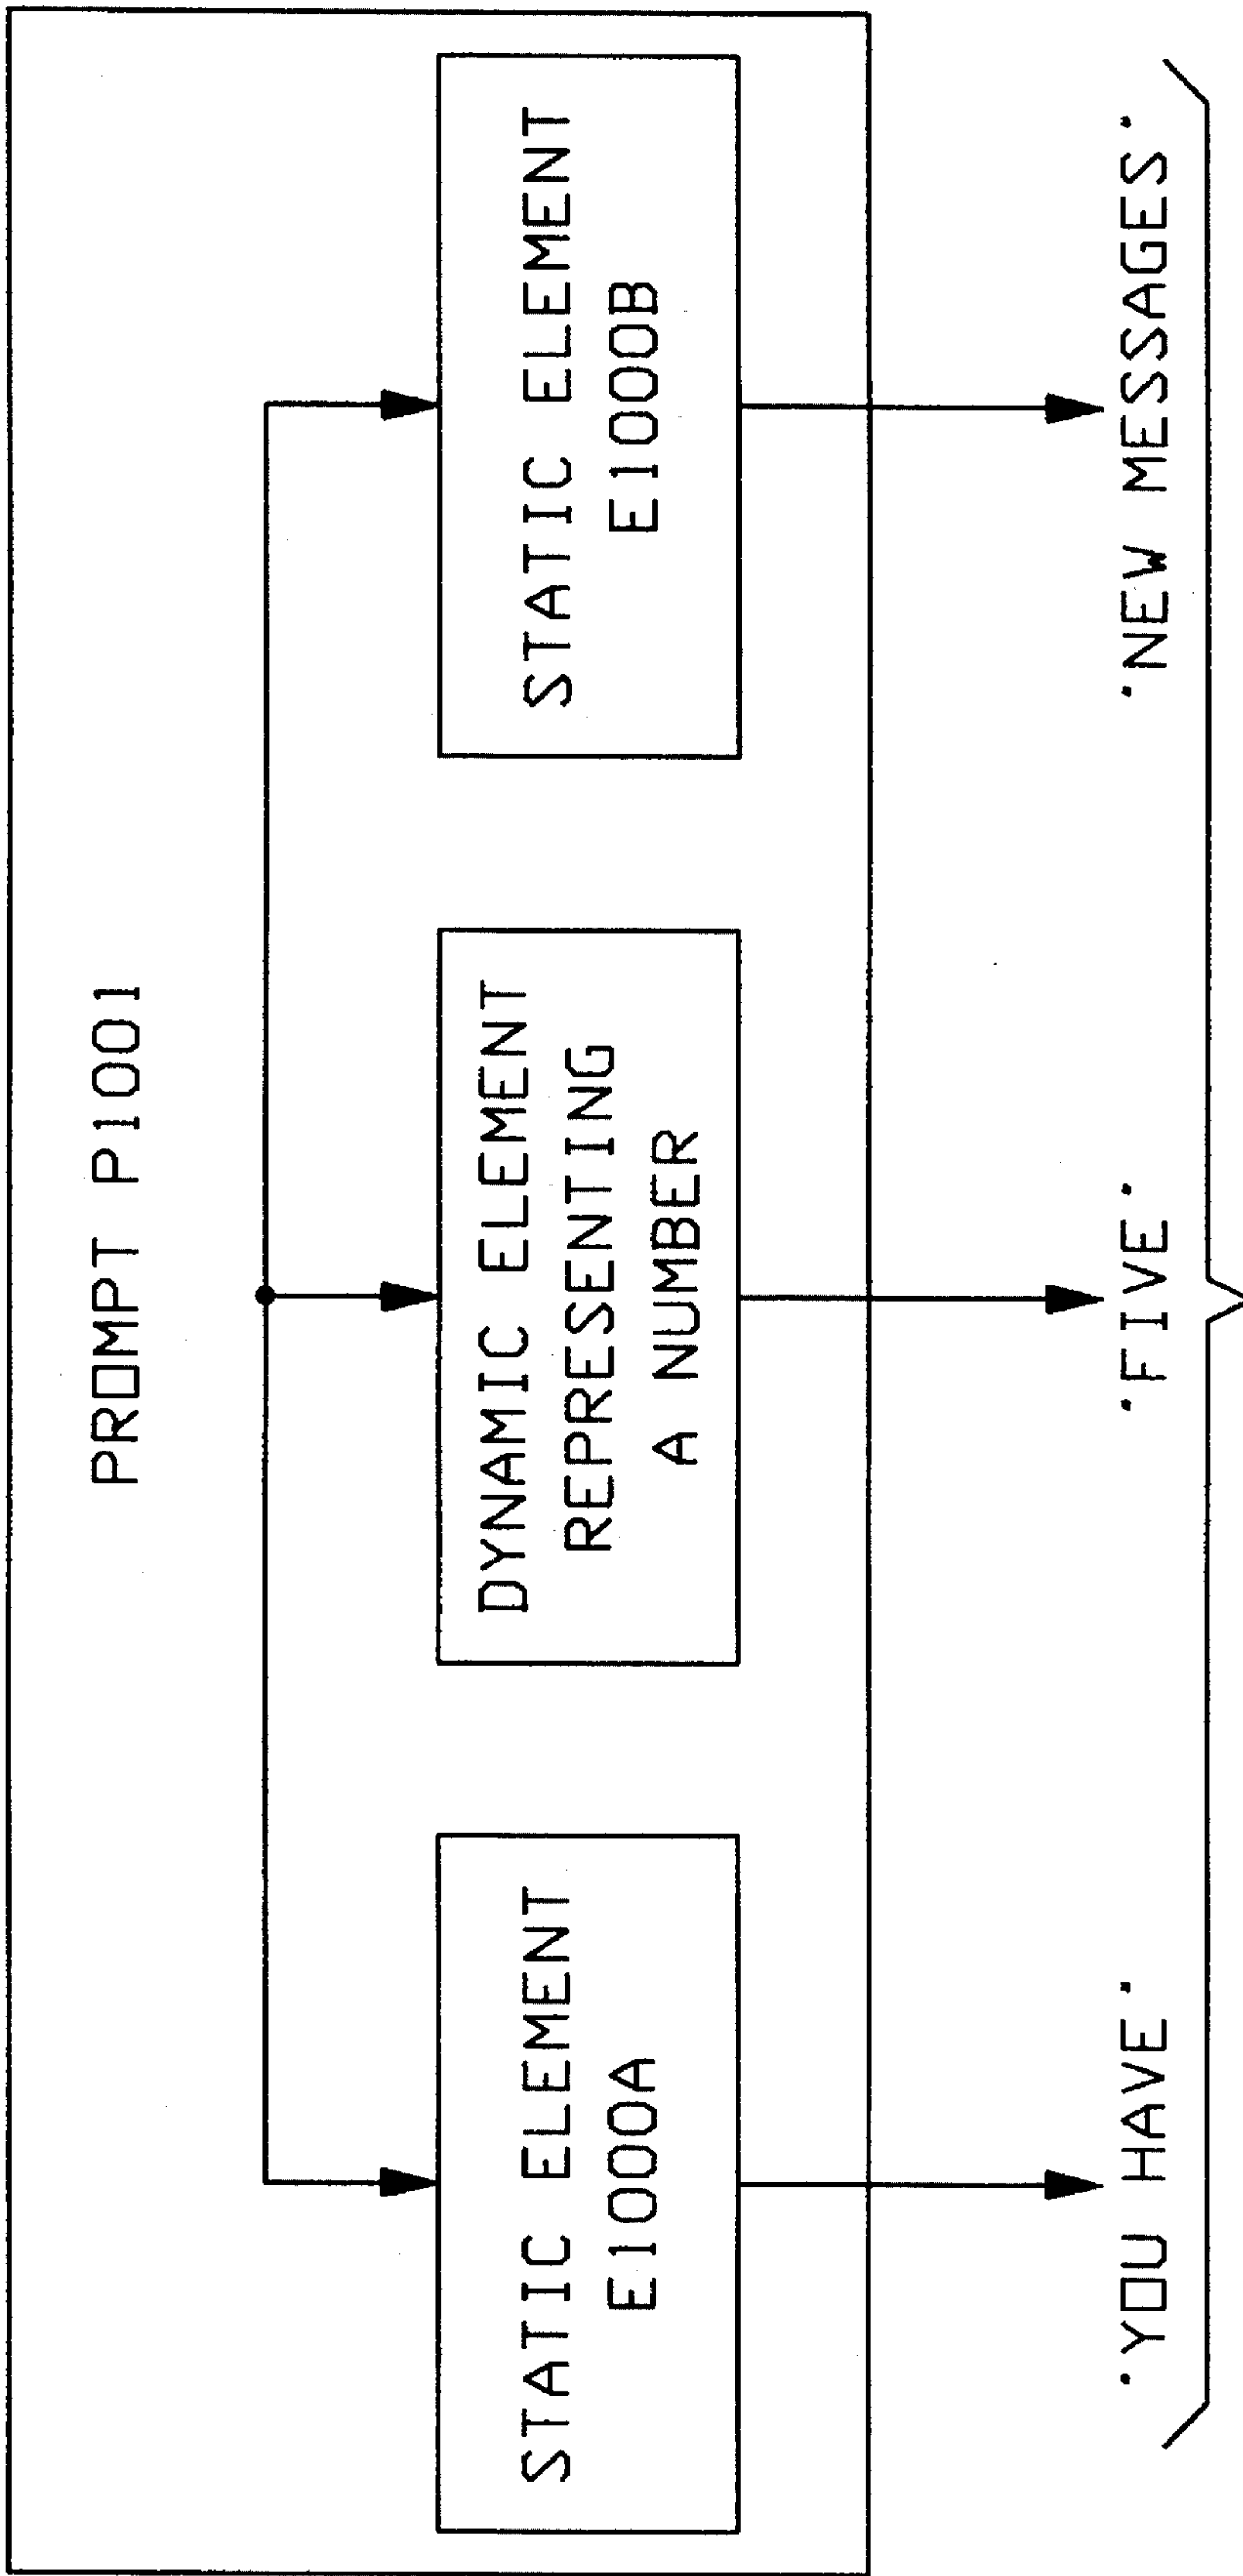 PROMPT P1001
STATIC ELEMENT
E1000A
DYNAMIC ELEMENT
REPRESENTING
A NUMBER
STATIC ELEMENT
E1000B
"YOU HAVE"
"FIVE"
"NEW MESSAGES"